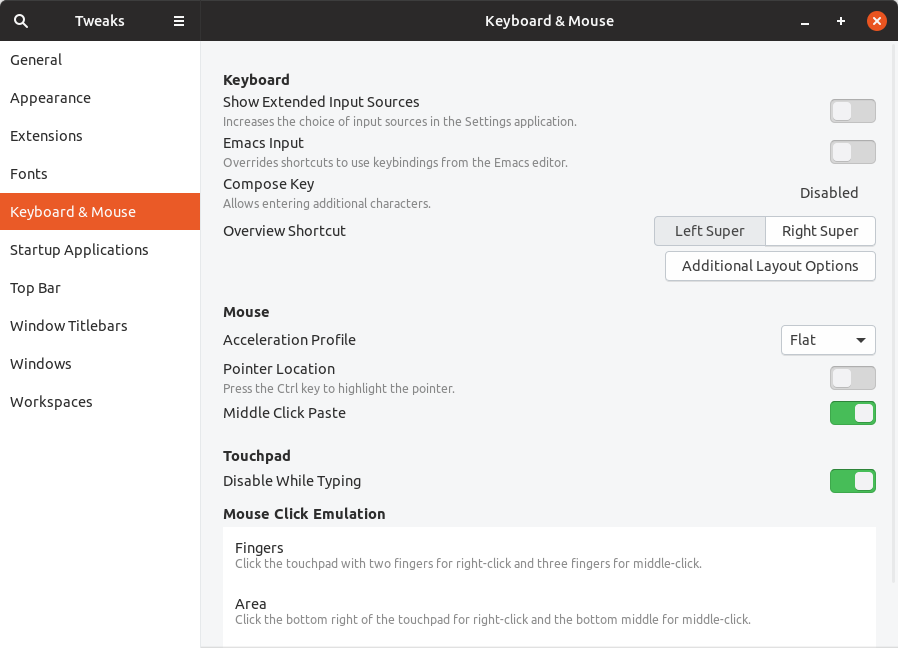 Tweaks
Keyboard & Mouse
General
Appearance
Extensions
Fonts
Keyboard & Mouse
Startup Applications
Top Bar
Window Titlebars
Windows
Workspaces
Keyboard
Show Extended Input Sources
Increases the choice of input sources in the Settings application.
Emacs Input
Overrides shortcuts to use keybindings from the Emacs editor.
Compose Key
Disabled
Allows entering additional characters.
Overview Shortcut
Left Super
Right Super
Additional Layout Options
Mouse
Acceleration Profile
Flat
Pointer Location
Press the Ctrl key to highlight the pointer.
Middle Click Paste
Touchpad
Disable While Typing
Mouse Click Emulation
Fingers
Click the touchpad with two fingers for right-click and three fingers for middle-click.
Area
Click the bottom right of the touchpad for right-click and the bottom middle for middle-click.